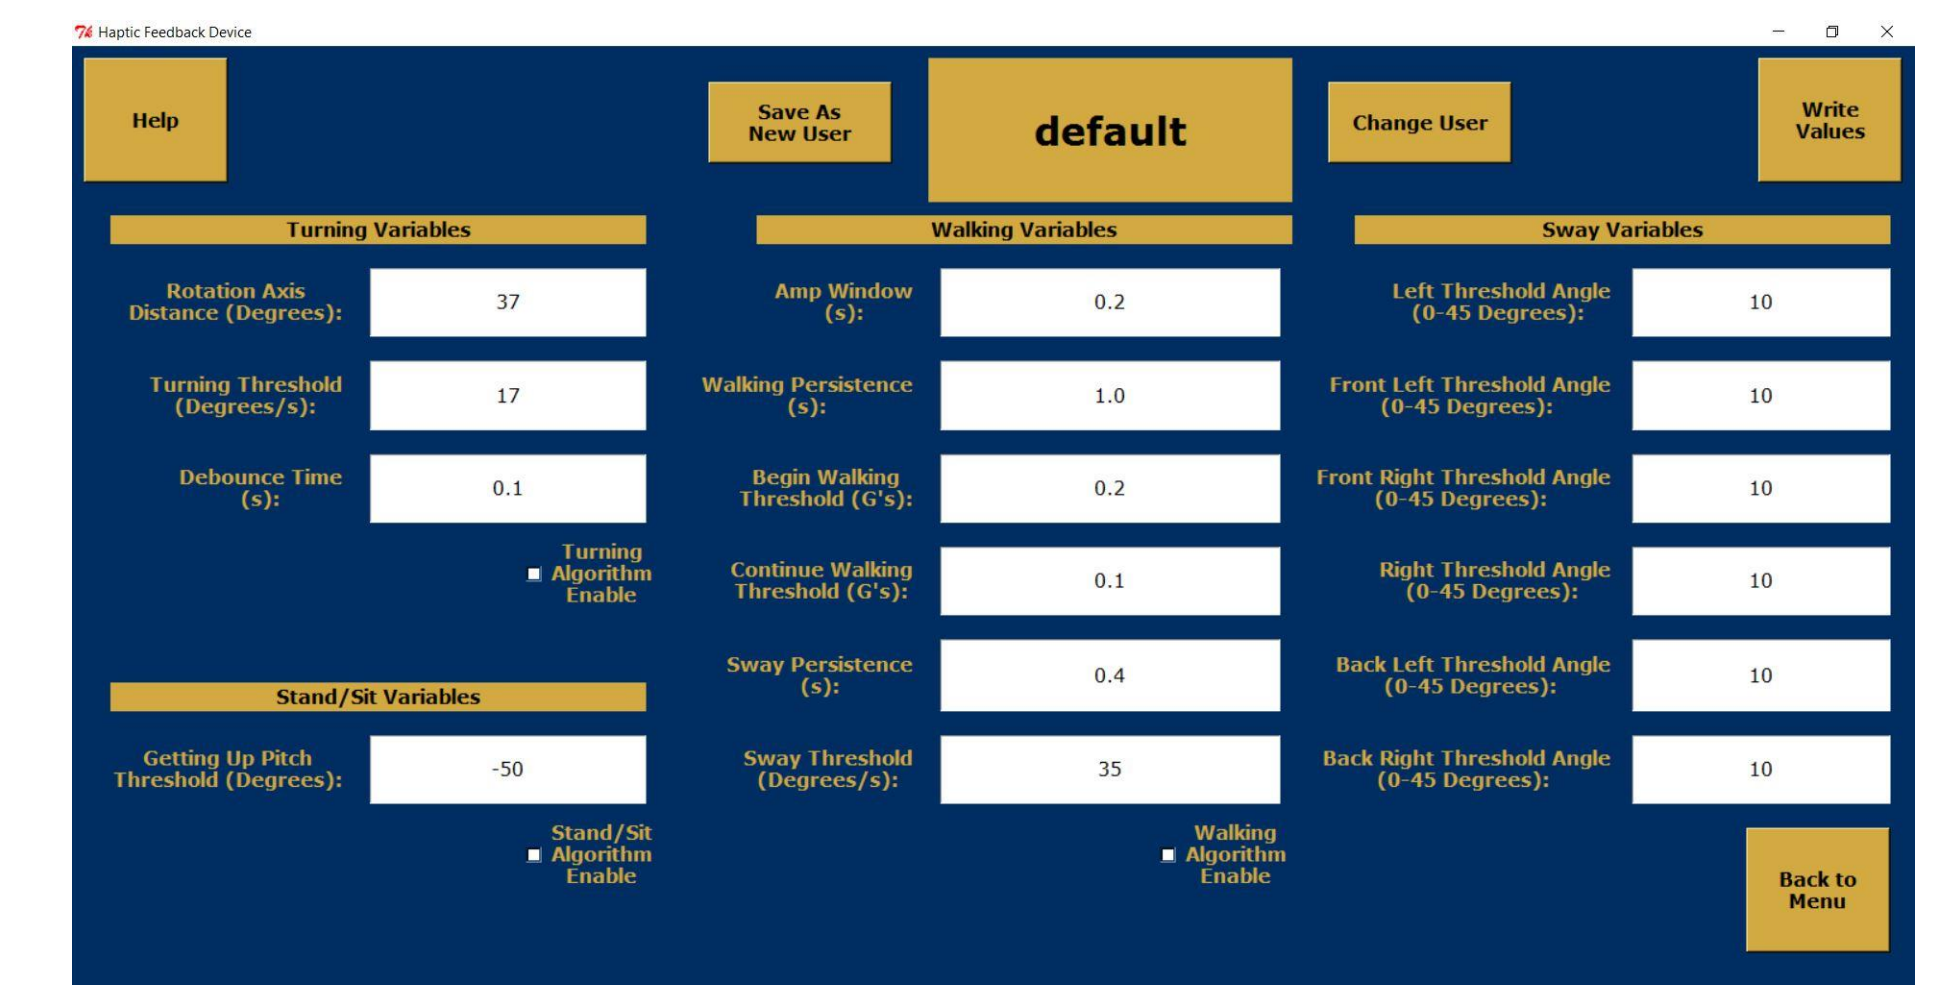 Haptic Feedback Device
Help
Save As
New User
default
Change User
Write
Values
Turning Variables
Rotation Axis
Distance (Degrees):
37
Turning Threshold
(Degrees/s):
17
Debounce Time
(s):
0.1
Turning
Algorithm
Enable
Stand/Sit Variables
Getting Up Pitch
Threshold (Degrees):
-50
Stand/Sit
Algorithm
Enable
Walking Variables
Amp Window
(s):
0.2
Walking Persistence
(s):
1.0
Begin Walking
Threshold (G's):
0.2
Continue Walking
Threshold (G's):
0.1
Sway Persistence
(s):
0.4
Sway Threshold
(Degrees/s):
35
Walking
Algorithm
Enable
Sway Variables
Left Threshold Angle
(0-45 Degrees):
10
Front Left Threshold Angle
(0-45 Degrees):
10
Front Right Threshold Angle
(0-45 Degrees):
10
Right Threshold Angle
(0-45 Degrees):
10
Back Left Threshold Angle
(0-45 Degrees):
10
Back Right Threshold Angle
(0-45 Degrees):
10
Back to
Menu